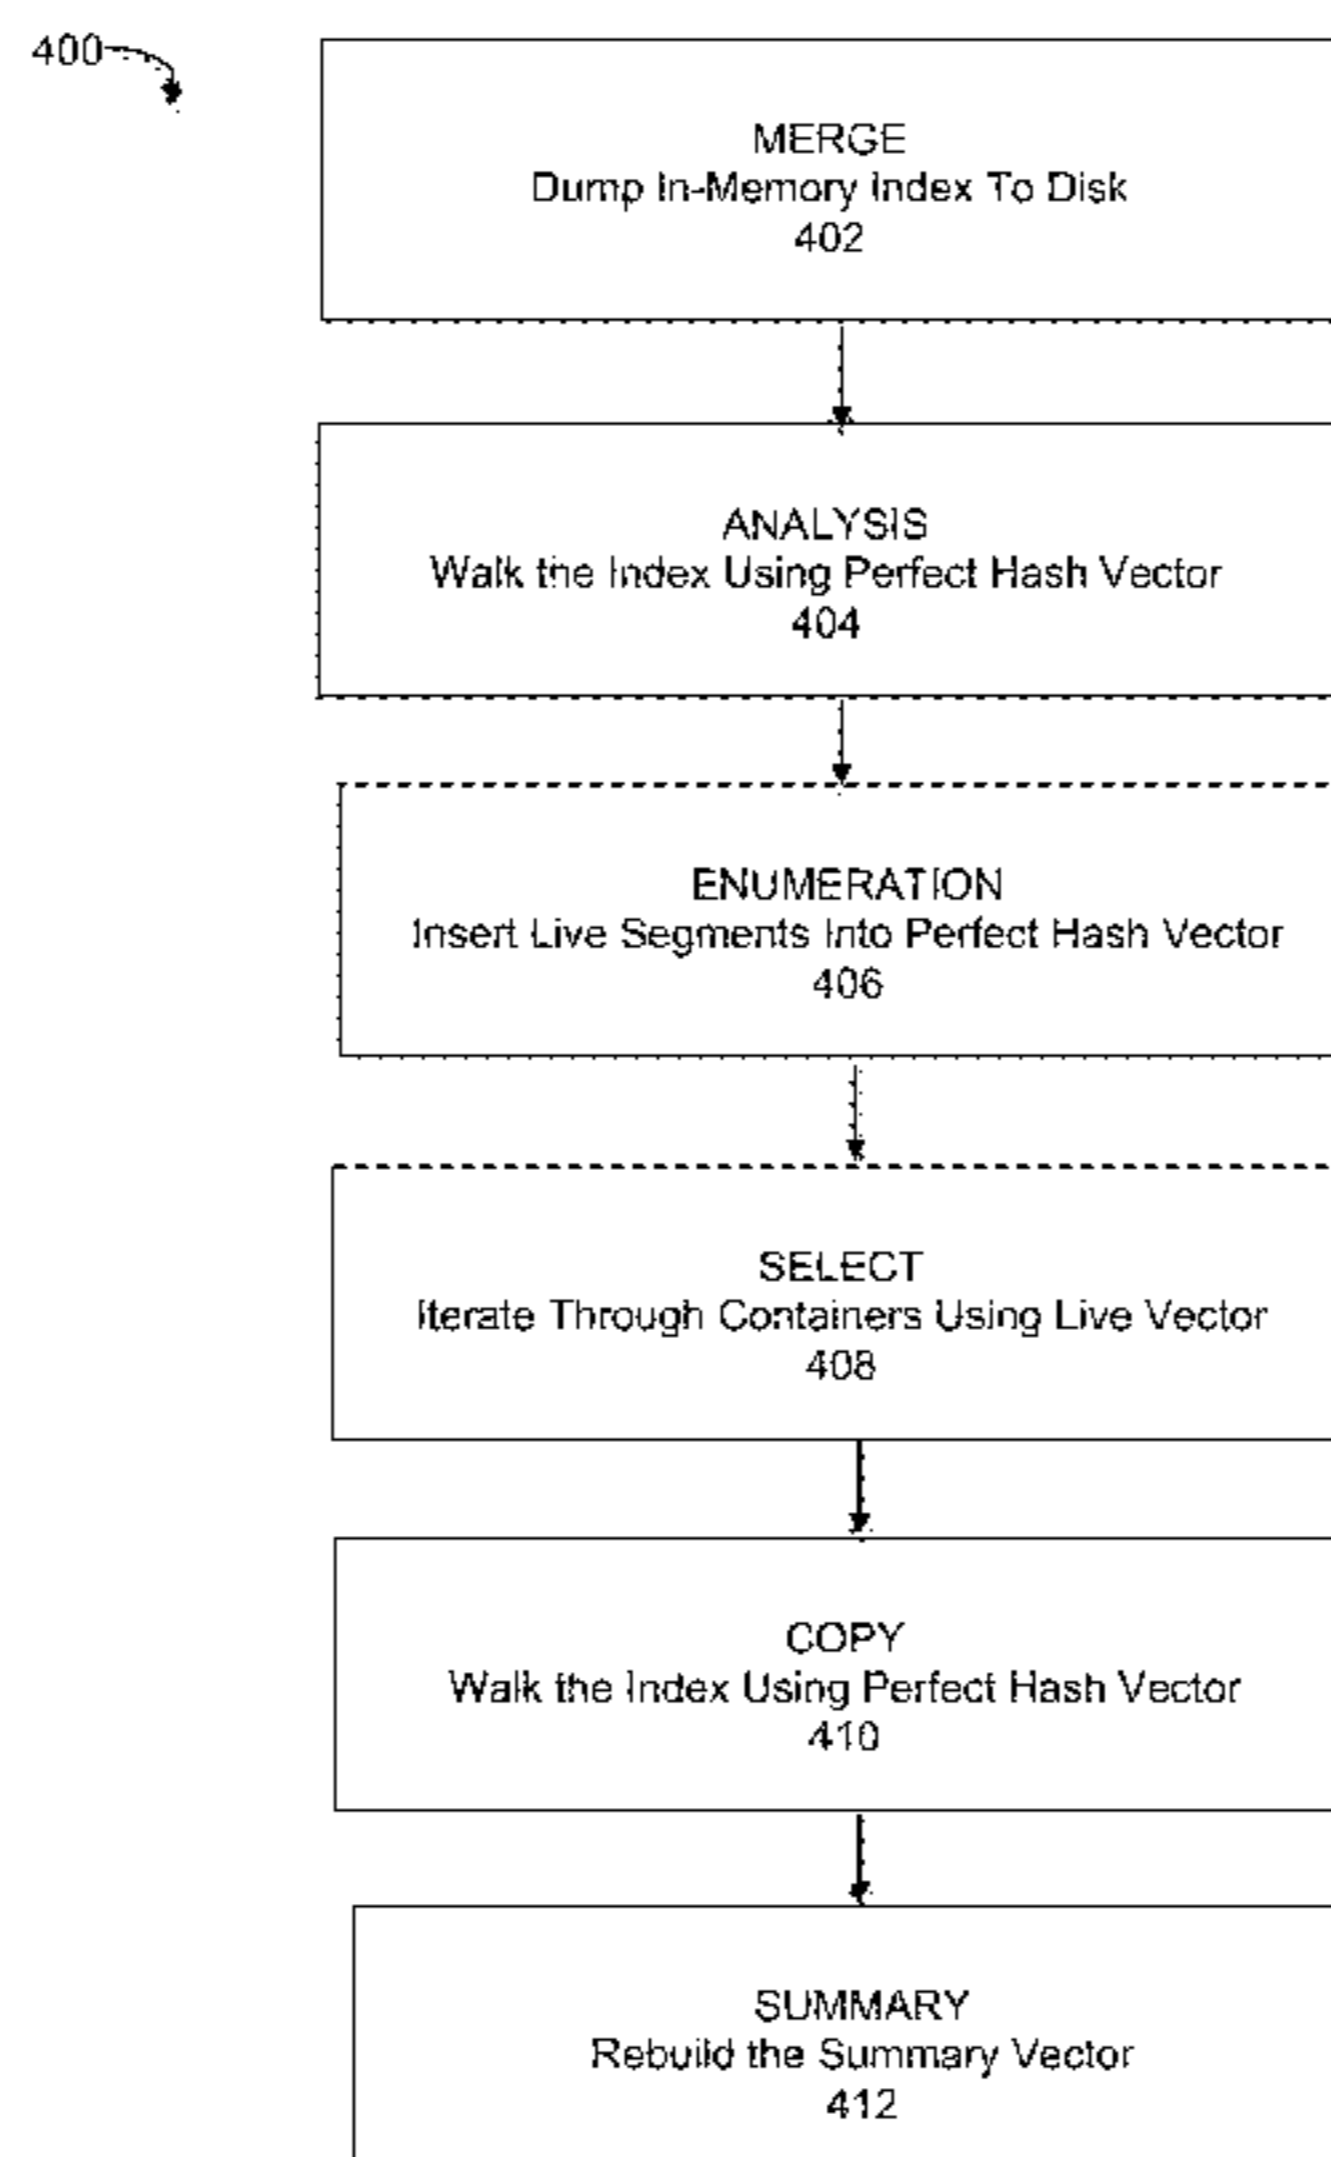 400
MERGE
Dump In-Memory Index To Disk
402
ANALYSIS
Walk the Index Using Perfect Hash Vector
404
ENUMERATION
Insert Live Segments Into Perfect Hash Vector
406
SELECT
Iterate Through Containers Using Live Vector
408
COPY
Walk the Index Using Perfect Hash Vector
410
SUMMARY
Rebuild the Summary Vector
412